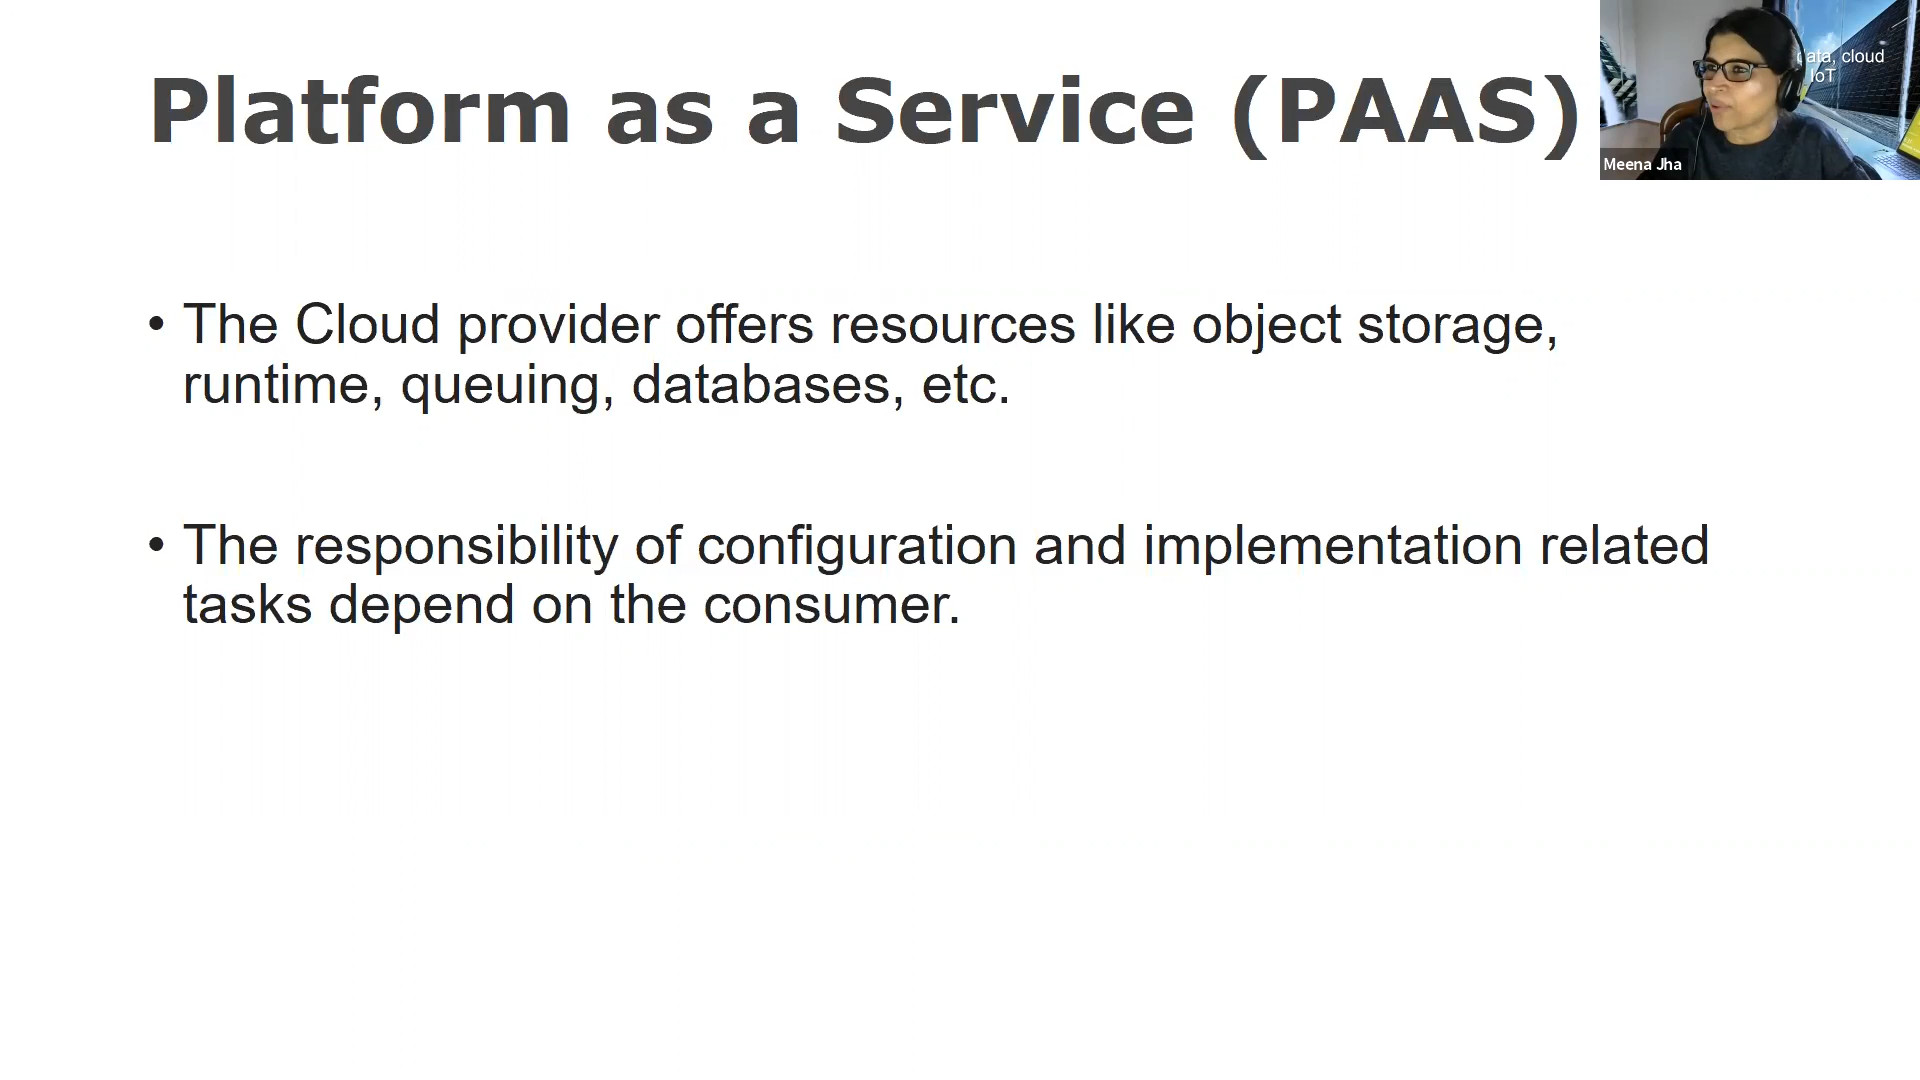 Platform as a Service (PAAS)
cloud
IoT
Meena Jha
• The Cloud provider offers resources like object storage,
runtime, queuing, databases, etc.
• The responsibility of configuration and implementation related
tasks depend on the consumer.